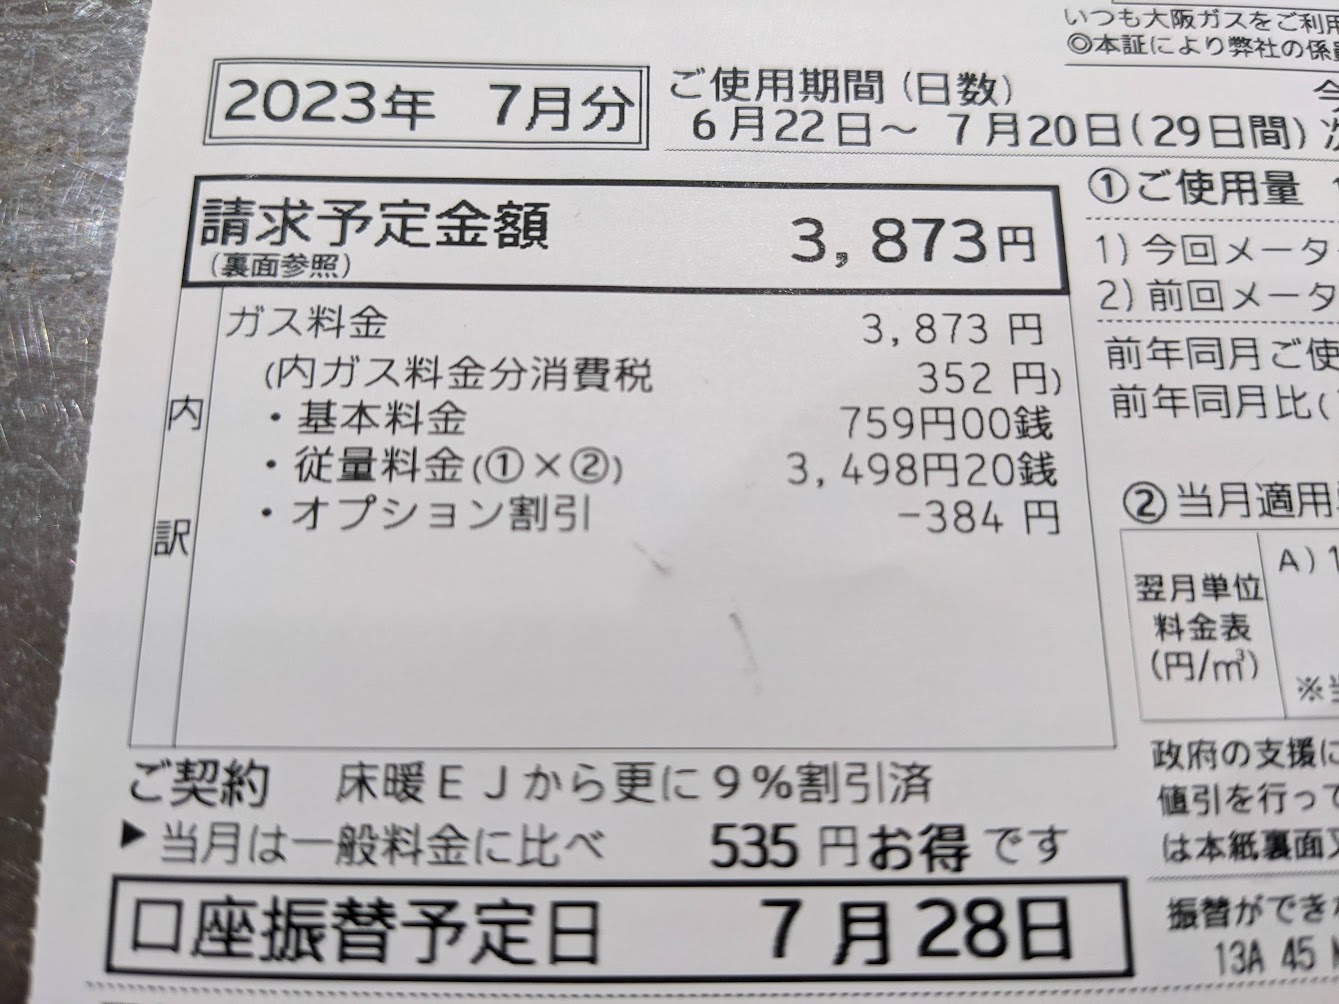 いつも大阪ガスをご利用
◎本証により弊社の係
2023年 7月分
ご使用期間(日数)
6月22日～ 7月20日(29日間)
請求予定金額
(裏面参照)
3,873円
内訳
ガス料金 3,873 円
(内ガス料金分消費税 352 円)
・基本料金 759円00銭
・従量料金(①×②) 3,498円20銭
・オプション割引 -384 円
ご契約 床暖EJから更に9%割引済
▶当月は一般料金に比べ 535円お得です
口座振替予定日 7月28日
①ご使用量
1)今回メータ
2)前回メータ
前年同月ご使
前年同月比(
②当月適用
翌月単位
料金表
(円/㎥)
A)1
※当
政府の支援に
値引を行って
は本紙裏面
振替ができ
13A 45